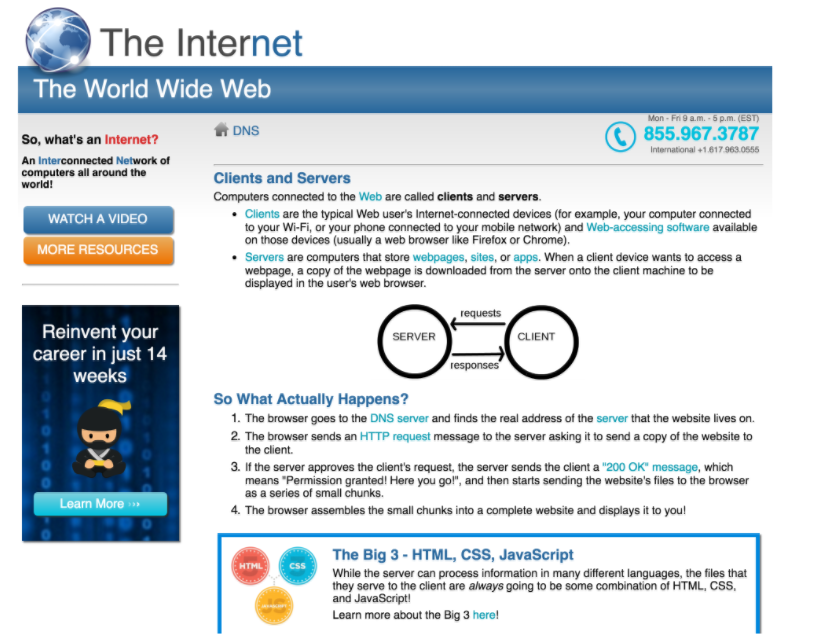 The Internet
The World Wide Web
So, what's an Internet?
An Interconnected Network of
computers all around the
world!
WATCH A VIDEO
MORE RESOURCES
Reinvent your
career in just 14
weeks
Learn More ›››
DNS
Mon - Fri 9 a.m. - 5 p.m. (EST)
855.967.3787
International +1.617.963.0555
Clients and Servers
Computers connected to the Web are called clients and servers.
• Clients are the typical Web user's Internet-connected devices (for example, your computer connected
to your Wi-Fi, or your phone connected to your mobile network) and Web-accessing software available
on those devices (usually a web browser like Firefox or Chrome).
• Servers are computers that store webpages, sites, or apps. When a client device wants to access a
webpage, a copy of the webpage is downloaded from the server onto the client machine to be
displayed in the user's web browser.
requests
SERVER
CLIENT
responses
So What Actually Happens?
1. The browser goes to the DNS server and finds the real address of the server that the website lives on.
2. The browser sends an HTTP request message to the server asking it to send a copy of the website to
the client.
3. If the server approves the client's request, the server sends the client a "200 OK" message, which
means "Permission granted! Here you go!", and then starts sending the website's files to the browser
as a series of small chunks.
4. The browser assembles the small chunks into a complete website and displays it to you!
HTML
CSS
JAVASCRIPT
The Big 3 - HTML, CSS, JavaScript
While the server can process information in many different languages, the files that
they serve to the client are always going to be some combination of HTML, CSS,
and JavaScript!
Learn more about the Big 3 here!